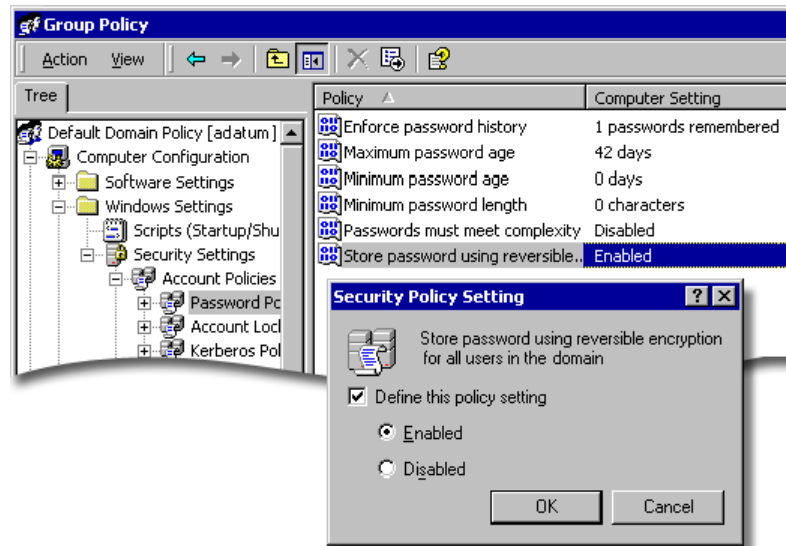 Group Policy
Action View
Tree
Policy Computer Setting
Default Domain Policy [adatum]
Computer Configuration
Software Settings
Windows Settings
Scripts (Startup/Shu
Security Settings
Account Policies
Password Po
Account Locl
Kerberos Pol
Enforce password history 1 passwords remembered
Maximum password age 42 days
Minimum password age 0 days
Minimum password length 0 characters
Passwords must meet complexity Disabled
Store password using reversible.. Enabled
Security Policy Setting
Store password using reversible encryption
for all users in the domain
Define this policy setting
Enabled
Disabled
OK Cancel